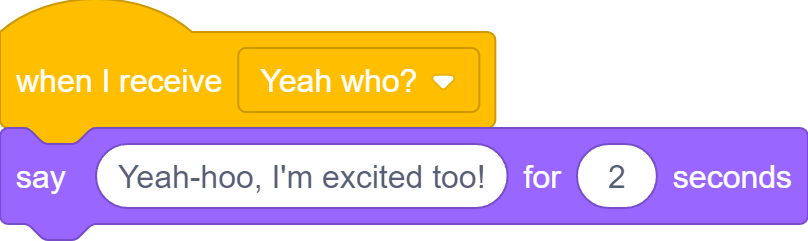 when I receive Yeah who?
say Yeah-hoo, I'm excited too! for 2 seconds